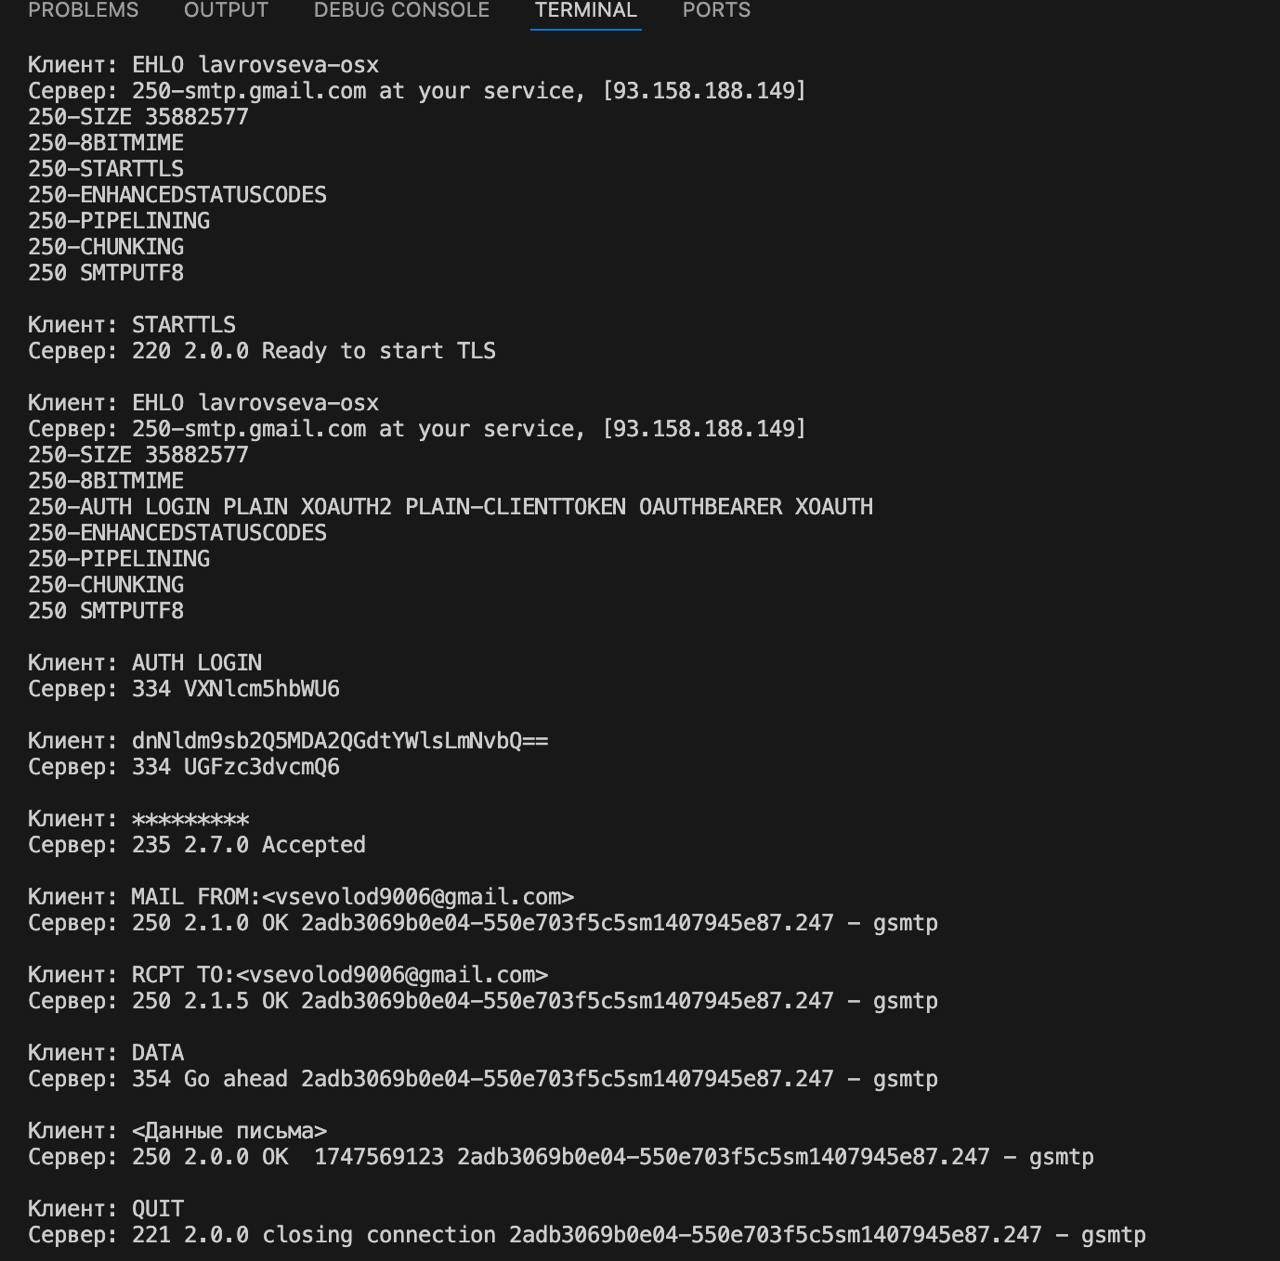 PROBLEMS OUTPUT DEBUG CONSOLE TERMINAL PORTS
Клиент: EHLO lavrovseva-osx
Сервер: 250-smtp.gmail.com at your service, [93.158.188.149]
250-SIZE 35882577
250-8BITMIME
250-STARTTLS
250-ENHANCEDSTATUSCODES
250-PIPELINING
250-CHUNKING
250 SMTPUTF8
Клиент: STARTTLS
Сервер: 220 2.0.0 Ready to start TLS
Клиент: EHLO lavrovseva-osx
Сервер: 250-smtp.gmail.com at your service, [93.158.188.149]
250-SIZE 35882577
250-8BITMIME
250-AUTH LOGIN PLAIN XOAUTH2 PLAIN-CLIENTTOKEN OAUTHBEARER XOAUTH
250-ENHANCEDSTATUSCODES
250-PIPELINING
250-CHUNKING
250 SMTPUTF8
Клиент: AUTH LOGIN
Сервер: 334 VXNlcm5hbWU6
Клиент: dnNldm9sb2Q5MDA2QGdtYWlsLmNvbQ==
Сервер: 334 UGFzc3dvcmQ6
Клиент: *********
Сервер: 235 2.7.0 Accepted
Клиент: MAIL FROM:<vsevolod9006@gmail.com>
Сервер: 250 2.1.0 OK 2adb3069b0e04-550e703f5c5sm1407945e87.247 - gsmtp
Клиент: RCPT TO:<vsevolod9006@gmail.com>
Сервер: 250 2.1.5 OK 2adb3069b0e04-550e703f5c5sm1407945e87.247 - gsmtp
Клиент: DATA
Сервер: 354 Go ahead 2adb3069b0e04-550e703f5c5sm1407945e87.247 - gsmtp
Клиент: <Данные письма>
Сервер: 250 2.0.0 OK  1747569123 2adb3069b0e04-550e703f5c5sm1407945e87.247 - gsmtp
Клиент: QUIT
Сервер: 221 2.0.0 closing connection 2adb3069b0e04-550e703f5c5sm1407945e87.247 - gsmtp